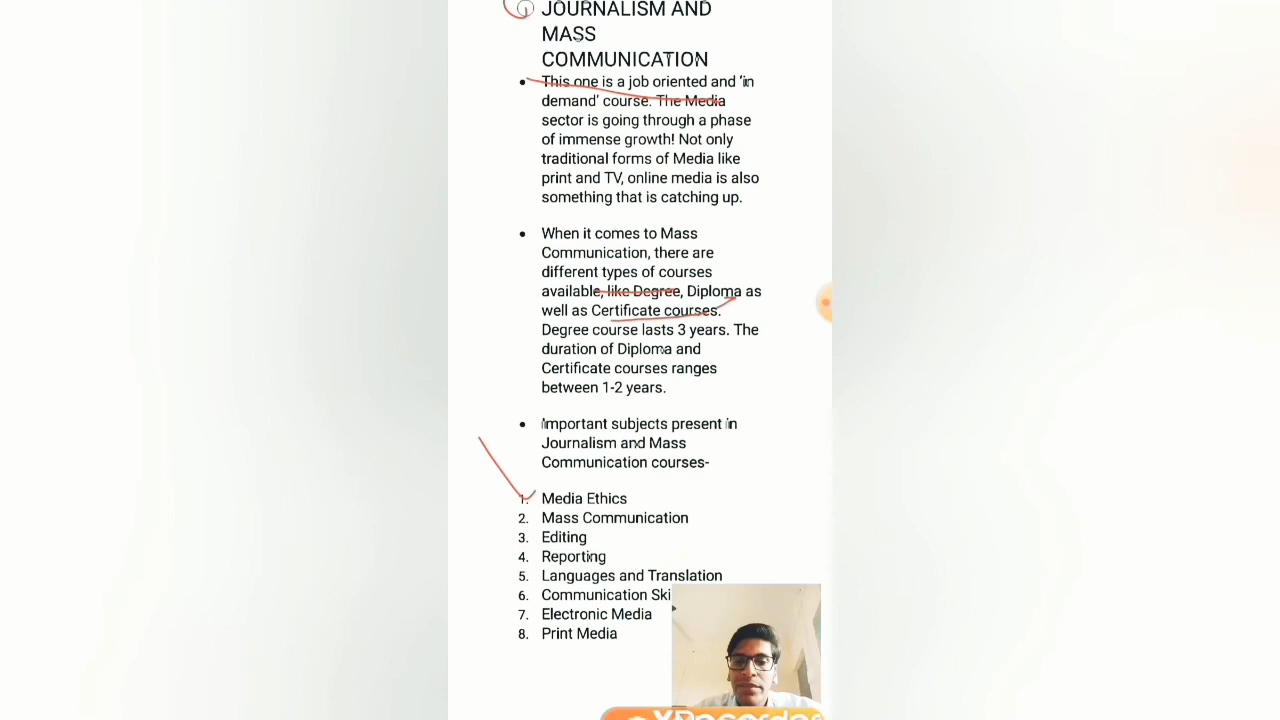 JOURNALISM AND
MASS
COMMUNICATION
• This one is a job oriented and 'in
demand' course. The Media
sector is going through a phase
of immense growth! Not only
traditional forms of Media like
print and TV, online media is also
something that is catching up.
• When it comes to Mass
Communication, there are
different types of courses
available, like Degree, Diploma as
well as Certificate courses.
Degree course lasts 3 years. The
duration of Diploma and
Certificate courses ranges
between 1-2 years.
• Important subjects present in
Journalism and Mass
Communication courses-
1. Media Ethics
2. Mass Communication
3. Editing
4. Reporting
5. Languages and Translation
6. Communication Ski
7. Electronic Media
8. Print Media
XRecorder